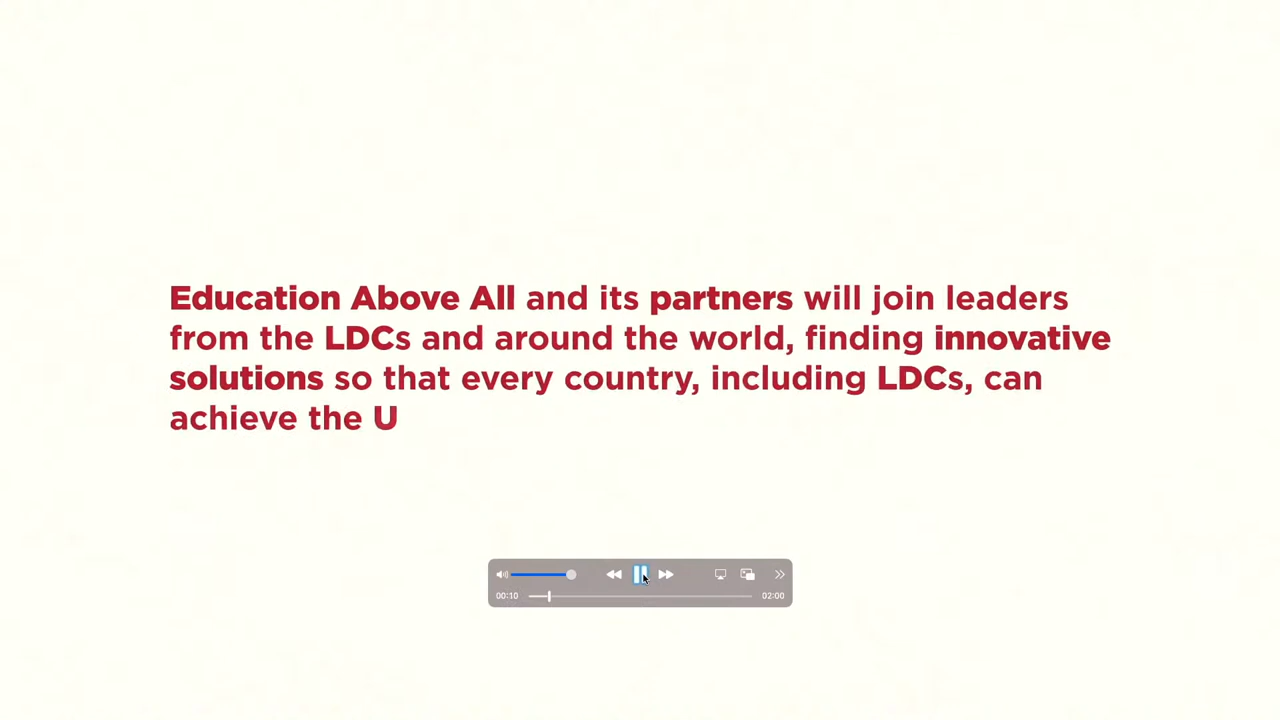 Education Above All and its partners will join leaders
from the LDCs and around the world, finding innovative
solutions so that every country, including LDCs, can
achieve the U
00:10
02:00